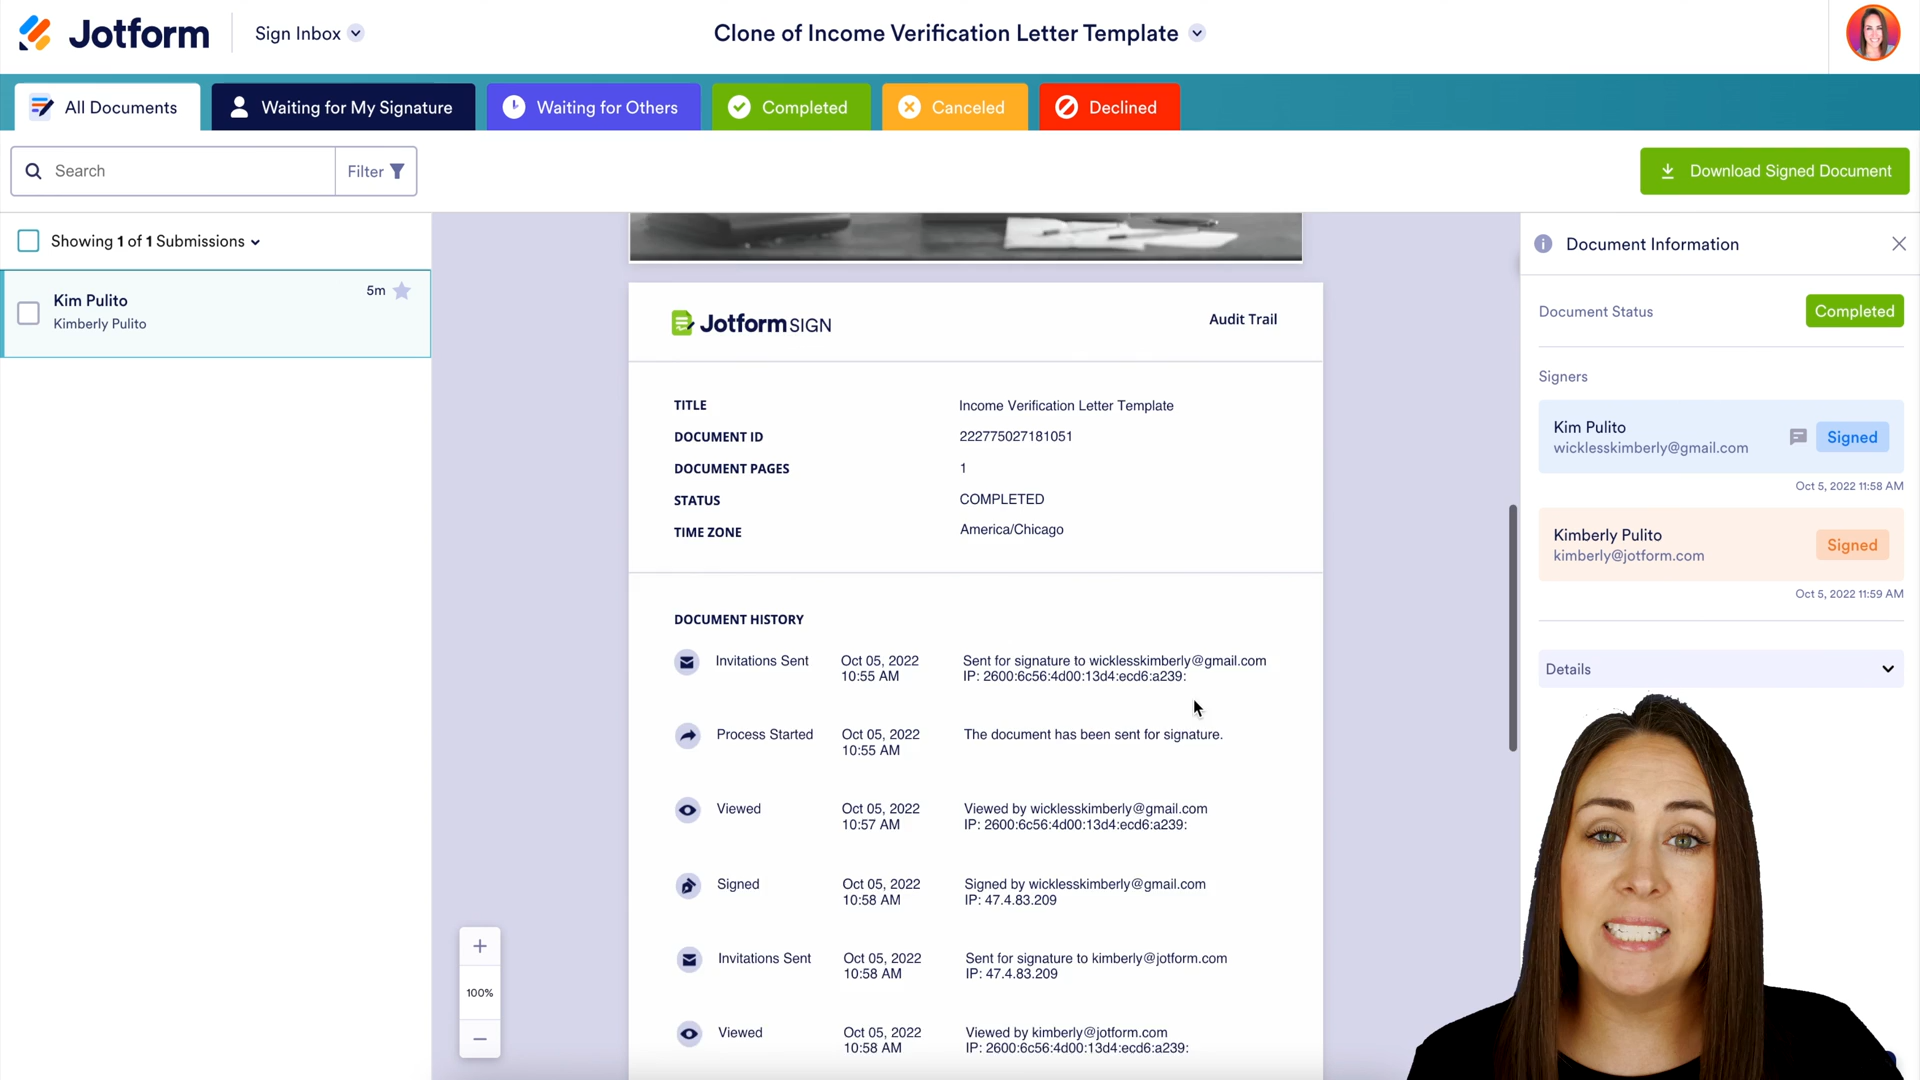 Jotform
Sign Inbox
Clone of Income Verification Letter Template
All Documents
Waiting for My Signature
Waiting for Others
Completed
Canceled
Declined
Search
Filter
Download Signed Document
Showing 1 of 1 Submissions
Kim Pulito
5m
Kimberly Pulito
Jotform SIGN
Audit Trail
TITLE Income Verification Letter Template
DOCUMENT ID 222775027181051
DOCUMENT PAGES 1
STATUS COMPLETED
TIME ZONE America/Chicago
DOCUMENT HISTORY
Invitations Sent Oct 05, 2022 Sent for signature to wicklesskimberly@gmail.com
10:55 AM IP: 2600:6c56:4d00:13d4:ecd6:a239:
Process Started Oct 05, 2022 The document has been sent for signature.
10:55 AM
Viewed Oct 05, 2022 Viewed by wicklesskimberly@gmail.com
10:57 AM IP: 2600:6c56:4d00:13d4:ecd6:a239:
Signed Oct 05, 2022 Signed by wicklesskimberly@gmail.com
10:58 AM IP: 47.4.83.209
Invitations Sent Oct 05, 2022 Sent for signature to kimberly@jotform.com
10:58 AM IP: 47.4.83.209
Viewed Oct 05, 2022 Viewed by kimberly@jotform.com
10:58 AM IP: 2600:6c56:4d00:13d4:ecd6:a239:
100%
Document Information
Document Status Completed
Signers
Kim Pulito
wicklesskimberly@gmail.com
Signed
Oct 5, 2022 11:58 AM
Kimberly Pulito
kimberly@jotform.com
Signed
Oct 5, 2022 11:59 AM
Details